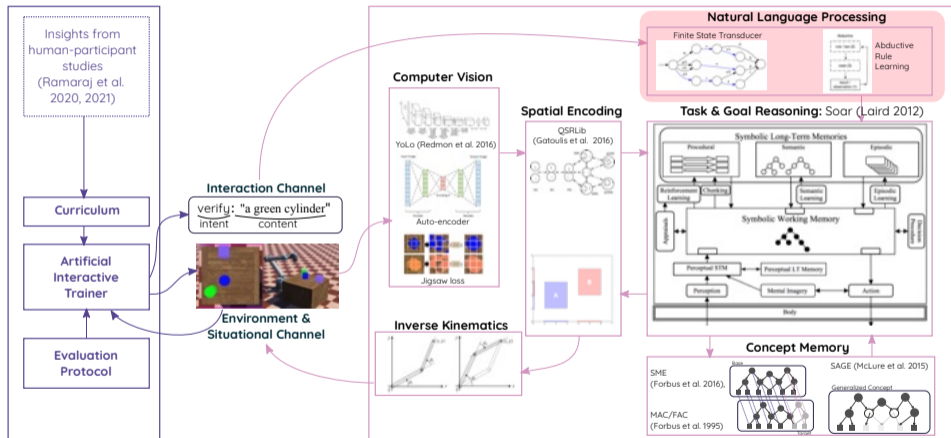 Insights from
human-participant
studies
(Ramaraj et al.
2020, 2021)
Curriculum
Artificial
Interactive
Trainer
Evaluation
Protocol
Interaction Channel
verify: "a green cylinder"
intent
content
Environment &
Situational Channel
Computer Vision
YoLo (Redmon et al. 2016)
Auto-encoder
Jigsaw loss
Inverse Kinematics
Spatial Encoding
QSRLib
(Gatoulis et al. 2016)
A
B
Natural Language Processing
Finite State Transducer
Abductive
Rule
Learning
Task & Goal Reasoning: Soar (Laird 2012)
Symbolic Long-Term Memories
Procedural
Semantic
Episodic
Reinforcement
Learning
Chunking
Semantic
Learning
Episodic
Learning
Symbolic Working Memory
Decision
Procedure
Perceptual STM
Perceptual LT Memory
Perception
Mental Imagery
Action
Body
Concept Memory
SME
(Forbus et al. 2016),
MAC/FAC
(Forbus et al. 1995)
Base
Target
SAGE (McLure et al. 2015)
Generalized Concept